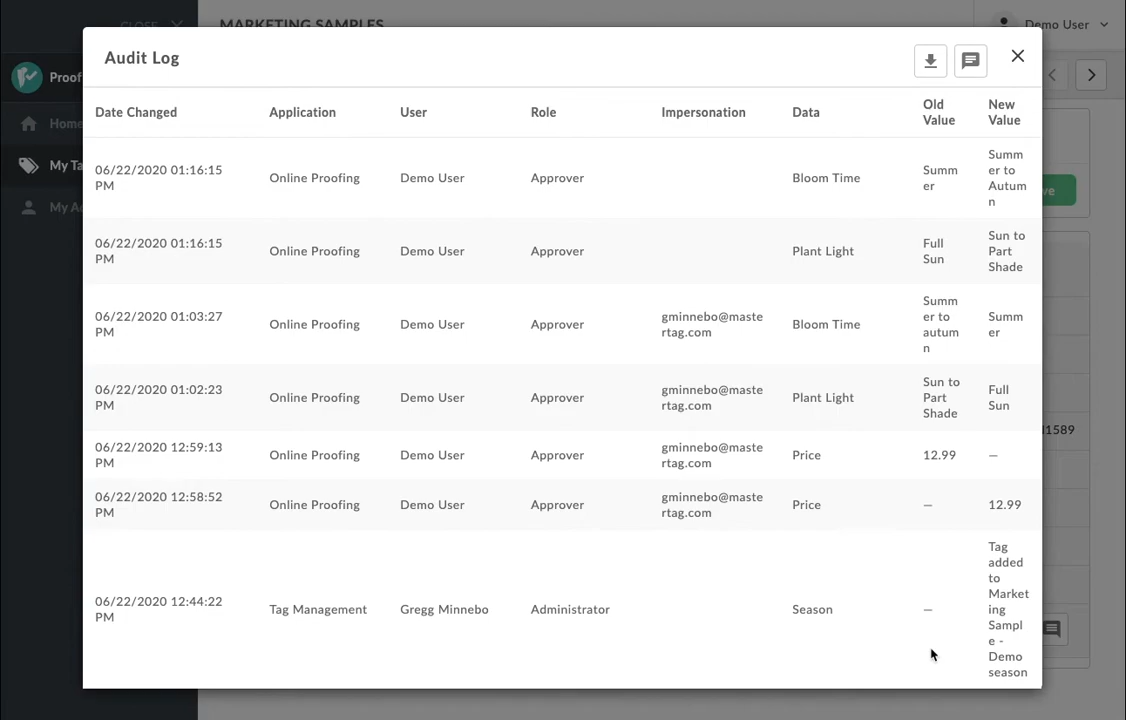 CLOSE
MARKETING SAMPLES
Demo User
Audit Log
Proof
Home
My Ta
My A
Date Changed Application User Role Impersonation Data Old Value New Value
06/22/2020 01:16:15
PM
Online Proofing
Demo User
Approver
Bloom Time
Summ
er
Summ
er to
Autum
n
06/22/2020 01:16:15
PM
Online Proofing
Demo User
Approver
Plant Light
Full
Sun
Sun to
Part
Shade
06/22/2020 01:03:27
PM
Online Proofing
Demo User
Approver
gminnebo@maste
rtag.com
Bloom Time
Summ
er to
autum
n
Summ
er
06/22/2020 01:02:23
PM
Online Proofing
Demo User
Approver
gminnebo@maste
rtag.com
Plant Light
Sun to
Part
Shade
Full
Sun
06/22/2020 12:59:13
PM
Online Proofing
Demo User
Approver
gminnebo@maste
rtag.com
Price
12.99
—
06/22/2020 12:58:52
PM
Online Proofing
Demo User
Approver
gminnebo@maste
rtag.com
Price
—
12.99
06/22/2020 12:44:22
PM
Tag Management
Gregg Minnebo
Administrator
Season
—
Tag
added
to
Market
ing
Sampl
e -
Demo
season
ve
1589